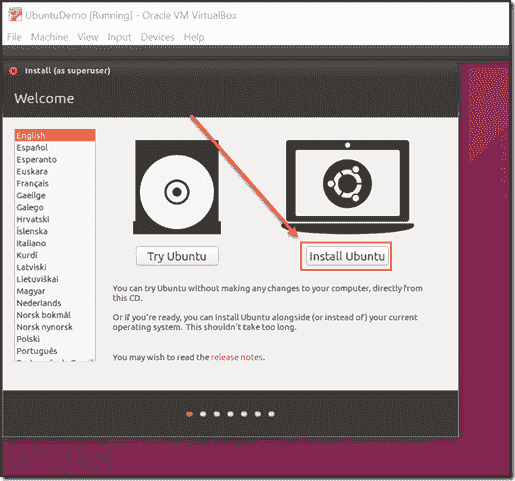 UbuntuDemo [Running] - Oracle VM VirtualBox
File Machine View Input Devices Help
Install (as superuser)
Welcome
English
Español
Esperanto
Euskara
Français
Gaeilge
Galego
Hrvatski
Íslenska
Italiano
Kurdî
Latviski
Lietuviškai
Magyar
Nederlands
Norsk bokmål
Norsk nynorsk
Polski
Português
Try Ubuntu
Install Ubuntu
You can try Ubuntu without making any changes to your computer, directly from
this CD.
Or if you're ready, you can install Ubuntu alongside (or instead of) your current
operating system. This shouldn't take too long.
You may wish to read the release notes.